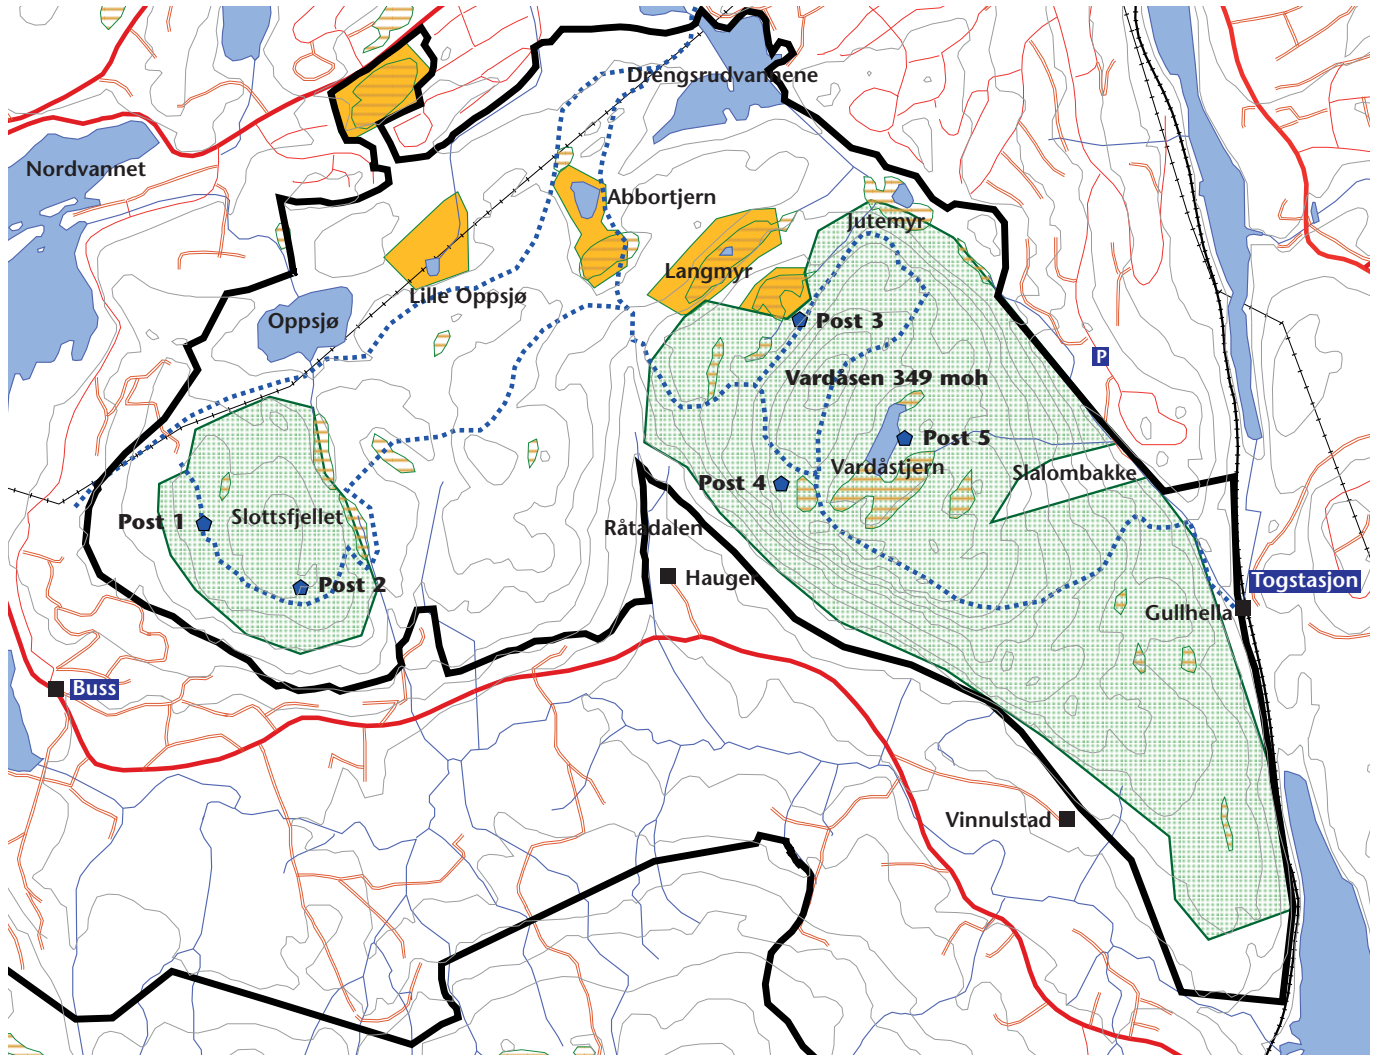 Drengsrudvannene
Nordvannet
Abbortjern
Jutemyr
Langmyr
Lille Oppsjø
Oppsjø
Post 3
P
Vardåsen 349 moh
Post 5
Vardåstjern
Slalombakke
Post 4
Post 1
Slottsfjellet
Råtadalen
Post 2
Hauger
Togstasjon
Gullhella
Buss
Vinnulstad